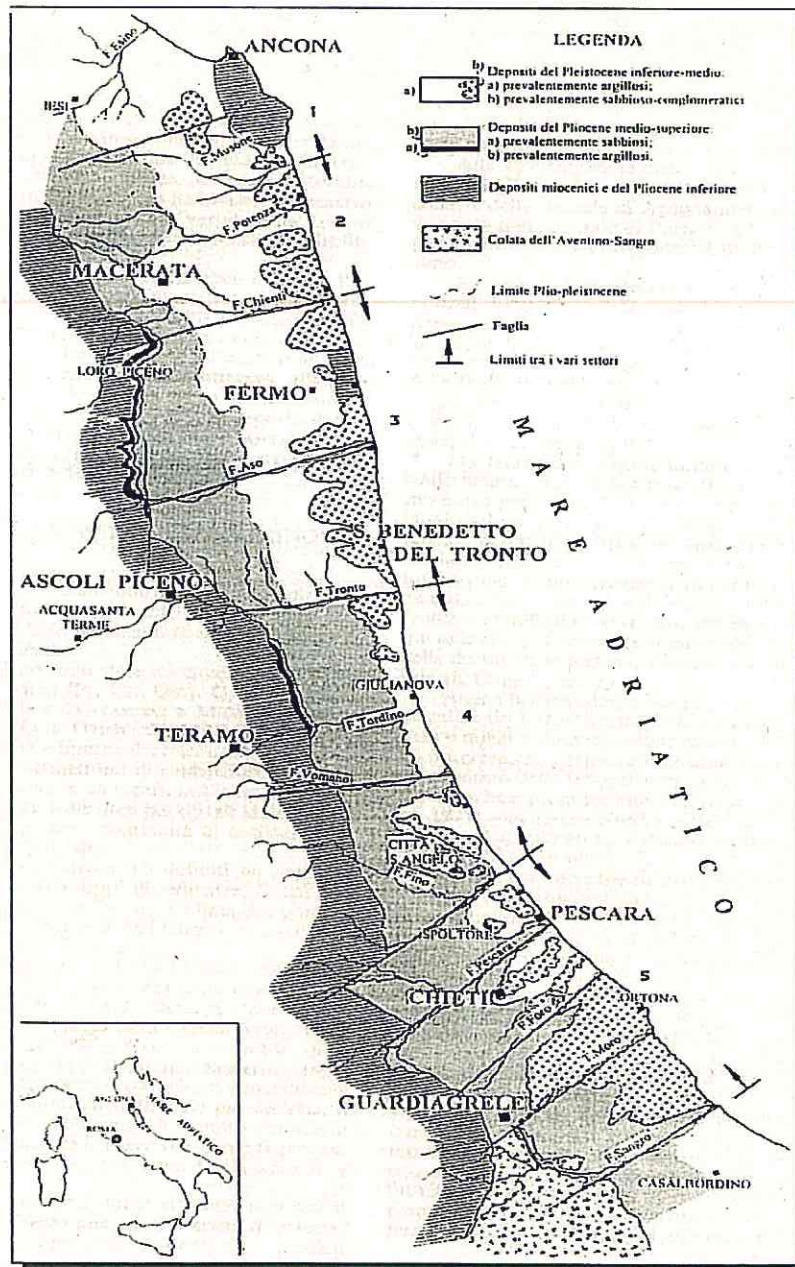 LEGENDA
a)
b)
Depositi del Pleistocene inferiore-medio:
a) prevalentemente argillosi;
b) prevalentemente sabbioso-conglomeratici
b)
a)
Depositi del Pliocene medio-superiore:
a) prevalentemente sabbiosi;
b) prevalentemente argillosi.
Depositi miocenici e del Pliocene inferiore
Colata dell'Aventino-Sangro
Limite Plio-pleistocene
Faglia
Limiti tra i vari settori
F. Esino
ANCONA
JESI
1
F. Musone
F. Potenza
2
MACERATA
F. Chienti
LORO PICENO
FERMO
3
F. Aso
MARE ADRIATICO
S. BENEDETTO
DEL TRONTO
ASCOLI PICENO
F. Tronto
ACQUASANTA
TERME
GIULIANOVA
4
F. Tordino
TERAMO
F. Vomano
CITTÀ
S. ANGELO
F. Fino
PESCARA
SPOLTORE
F. Pescara
5
CHIETI
ORTONA
F. Foro
T. Moro
GUARDIAGRELE
F. Sangro
CASALBORDINO
ANCONA
MARE ADRIATICO
ROMA